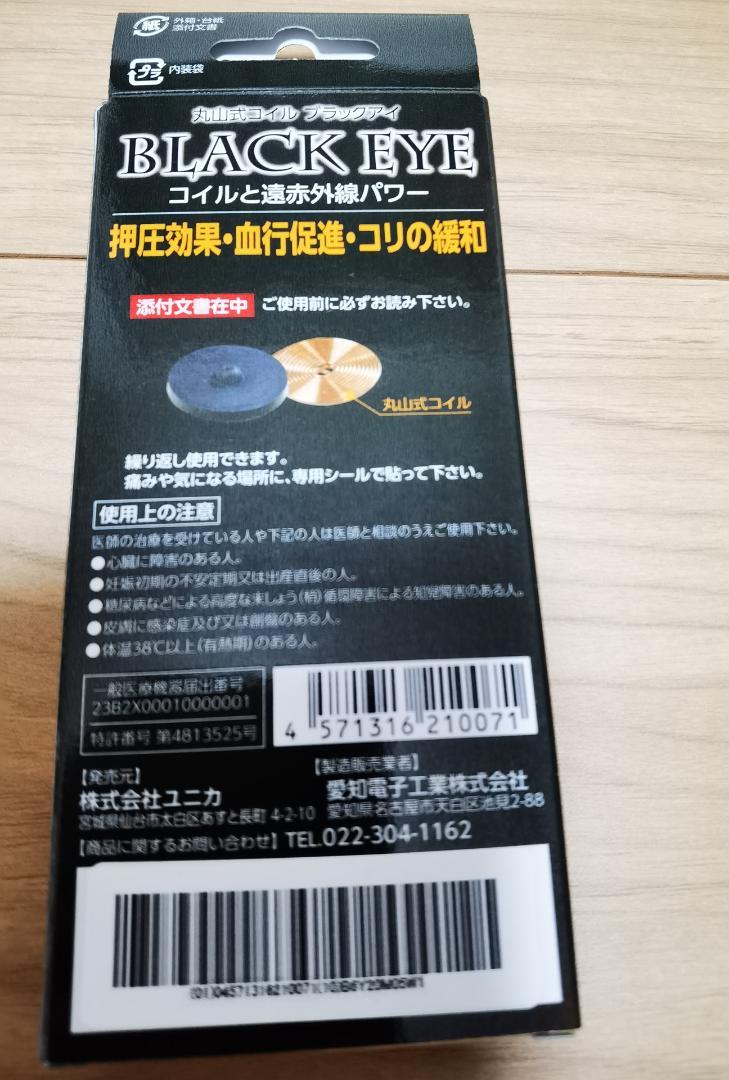 紙 外箱・台紙
添付文書
プラ 内装袋
丸山式コイル ブラックアイ
BLACK EYE
コイルと遠赤外線パワー
押圧効果・血行促進・コリの緩和
添付文書在中 ご使用前に必ずお読み下さい。
丸山式コイル
繰り返し使用できます。
痛みや気になる場所に、専用シールで貼って下さい。
使用上の注意
医師の治療を受けている人や下記の人は医師と相談のうえご使用下さい。
●心臓に障害のある人。
●妊娠初期の不安定期又は出産直後の人。
●糖尿病などによる高度な末しょう(梢)循環障害による知覚障害のある人。
●皮膚に感染症及び又は創傷のある人。
●体温38℃以上(有熱期)のある人。
一般医療機器届出番号
23B2X00010000001
特許番号 第4813525号
4 571316 210071
【発売元】
株式会社ユニカ
宮城県仙台市太白区あすと長町 4-2-10
【製造販売業者】
愛知電子工業株式会社
愛知県名古屋市天白区池見2-88
【商品に関するお問い合わせ】TEL.022-304-1162
(01)04571316210071(10)B6Y20M05W1